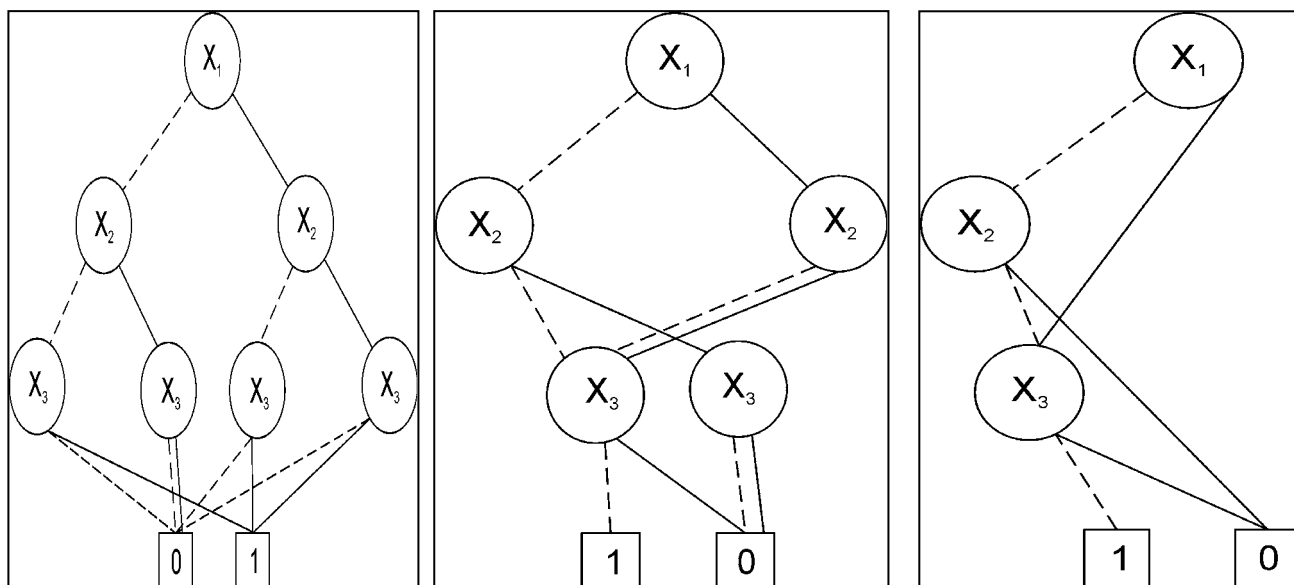 X₁
X₂ X₂
X₃ X₃ X₃ X₃
0 1
X₁
X₂ X₂
X₃ X₃
1 0
X₁
X₂
X₃
1 0